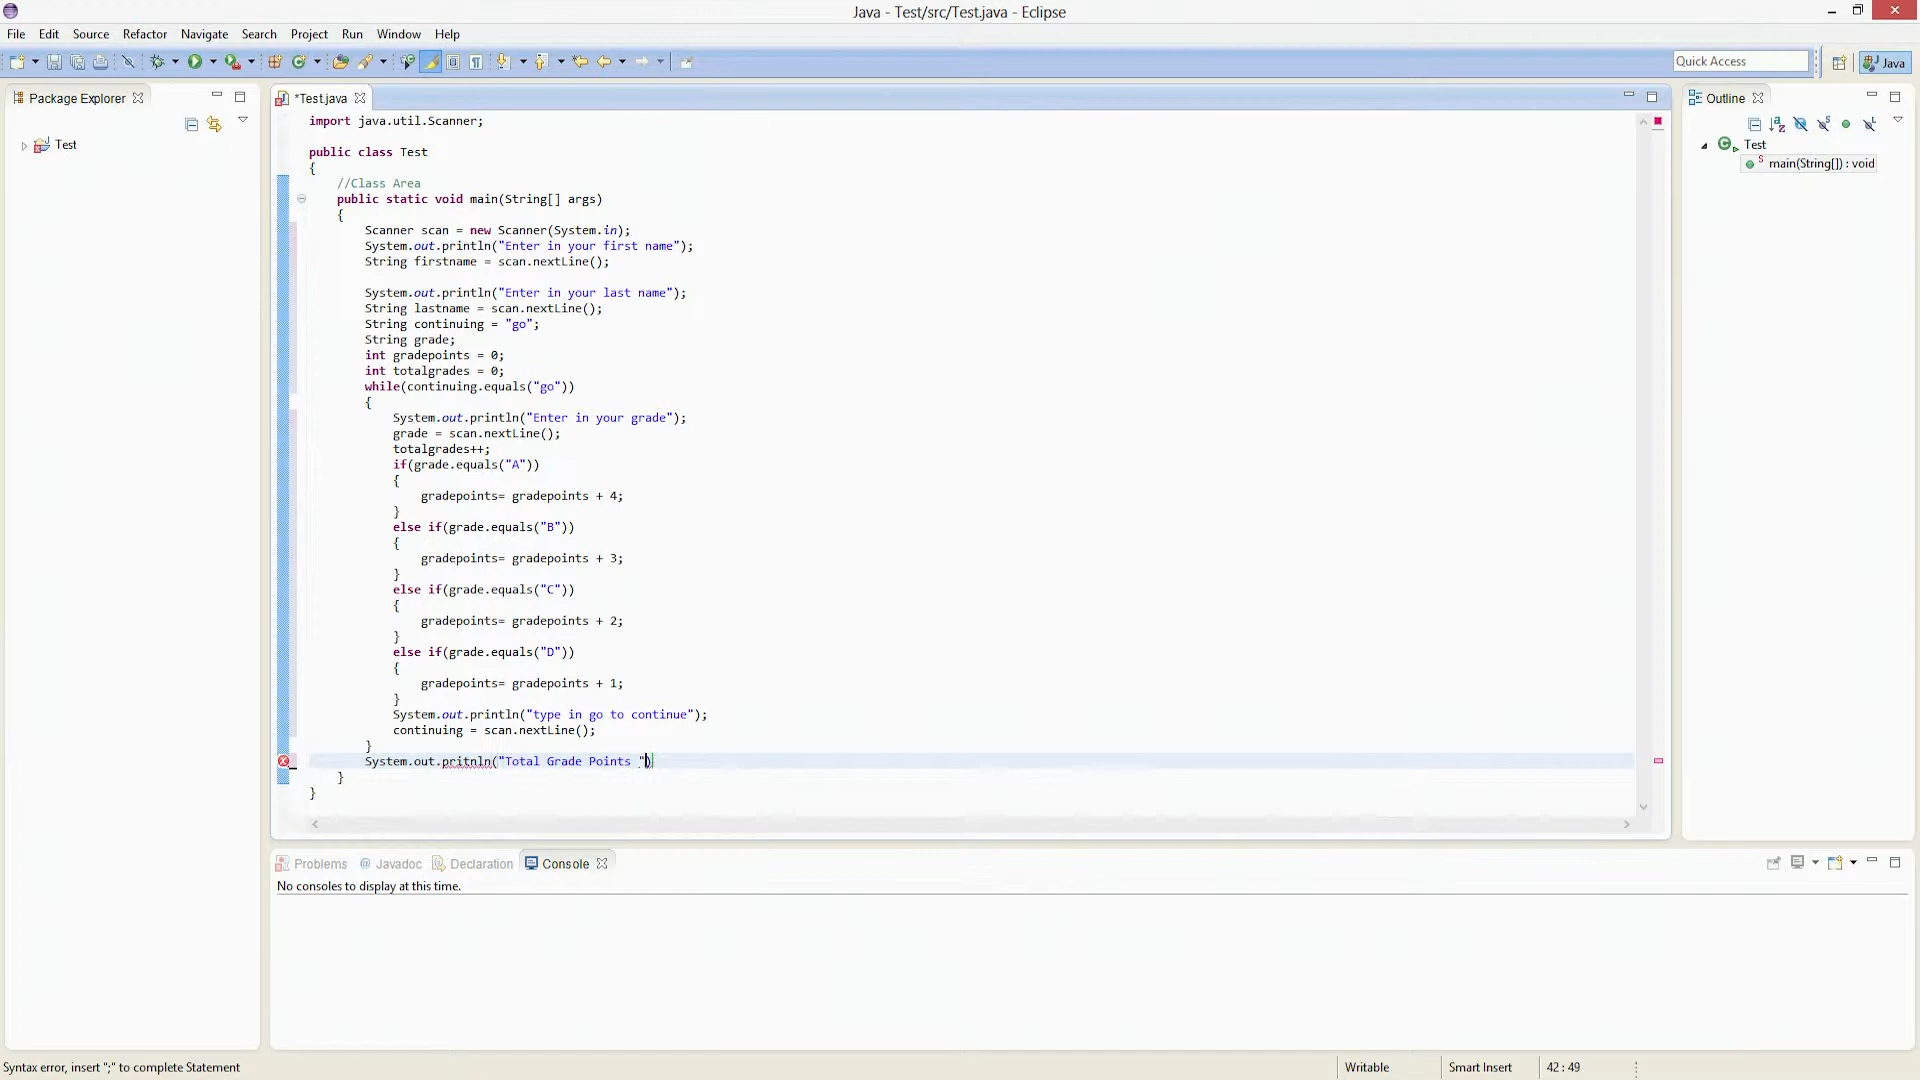 Java - Test/src/Test.java - Eclipse
File Edit Source Refactor Navigate Search Project Run Window Help
Quick Access
Java
Package Explorer
Test
*Test.java
import java.util.Scanner;
public class Test
{
//Class Area
public static void main(String[] args)
{
Scanner scan = new Scanner(System.in);
System.out.println("Enter in your first name");
String firstname = scan.nextLine();
System.out.println("Enter in your last name");
String lastname = scan.nextLine();
String continuing = "go";
String grade;
int gradepoints = 0;
int totalgrades = 0;
while(continuing.equals("go"))
{
System.out.println("Enter in your grade");
grade = scan.nextLine();
totalgrades++;
if(grade.equals("A"))
{
gradepoints= gradepoints + 4;
}
else if(grade.equals("B"))
{
gradepoints= gradepoints + 3;
}
else if(grade.equals("C"))
{
gradepoints= gradepoints + 2;
}
else if(grade.equals("D"))
{
gradepoints= gradepoints + 1;
}
System.out.println("type in go to continue");
continuing = scan.nextLine();
}
System.out.pritnln("Total Grade Points ")
}
}
Outline
Test
main(String[]) : void
Problems @ Javadoc Declaration Console
No consoles to display at this time.
Syntax error, insert ";" to complete Statement
Writable
Smart Insert
42 : 49